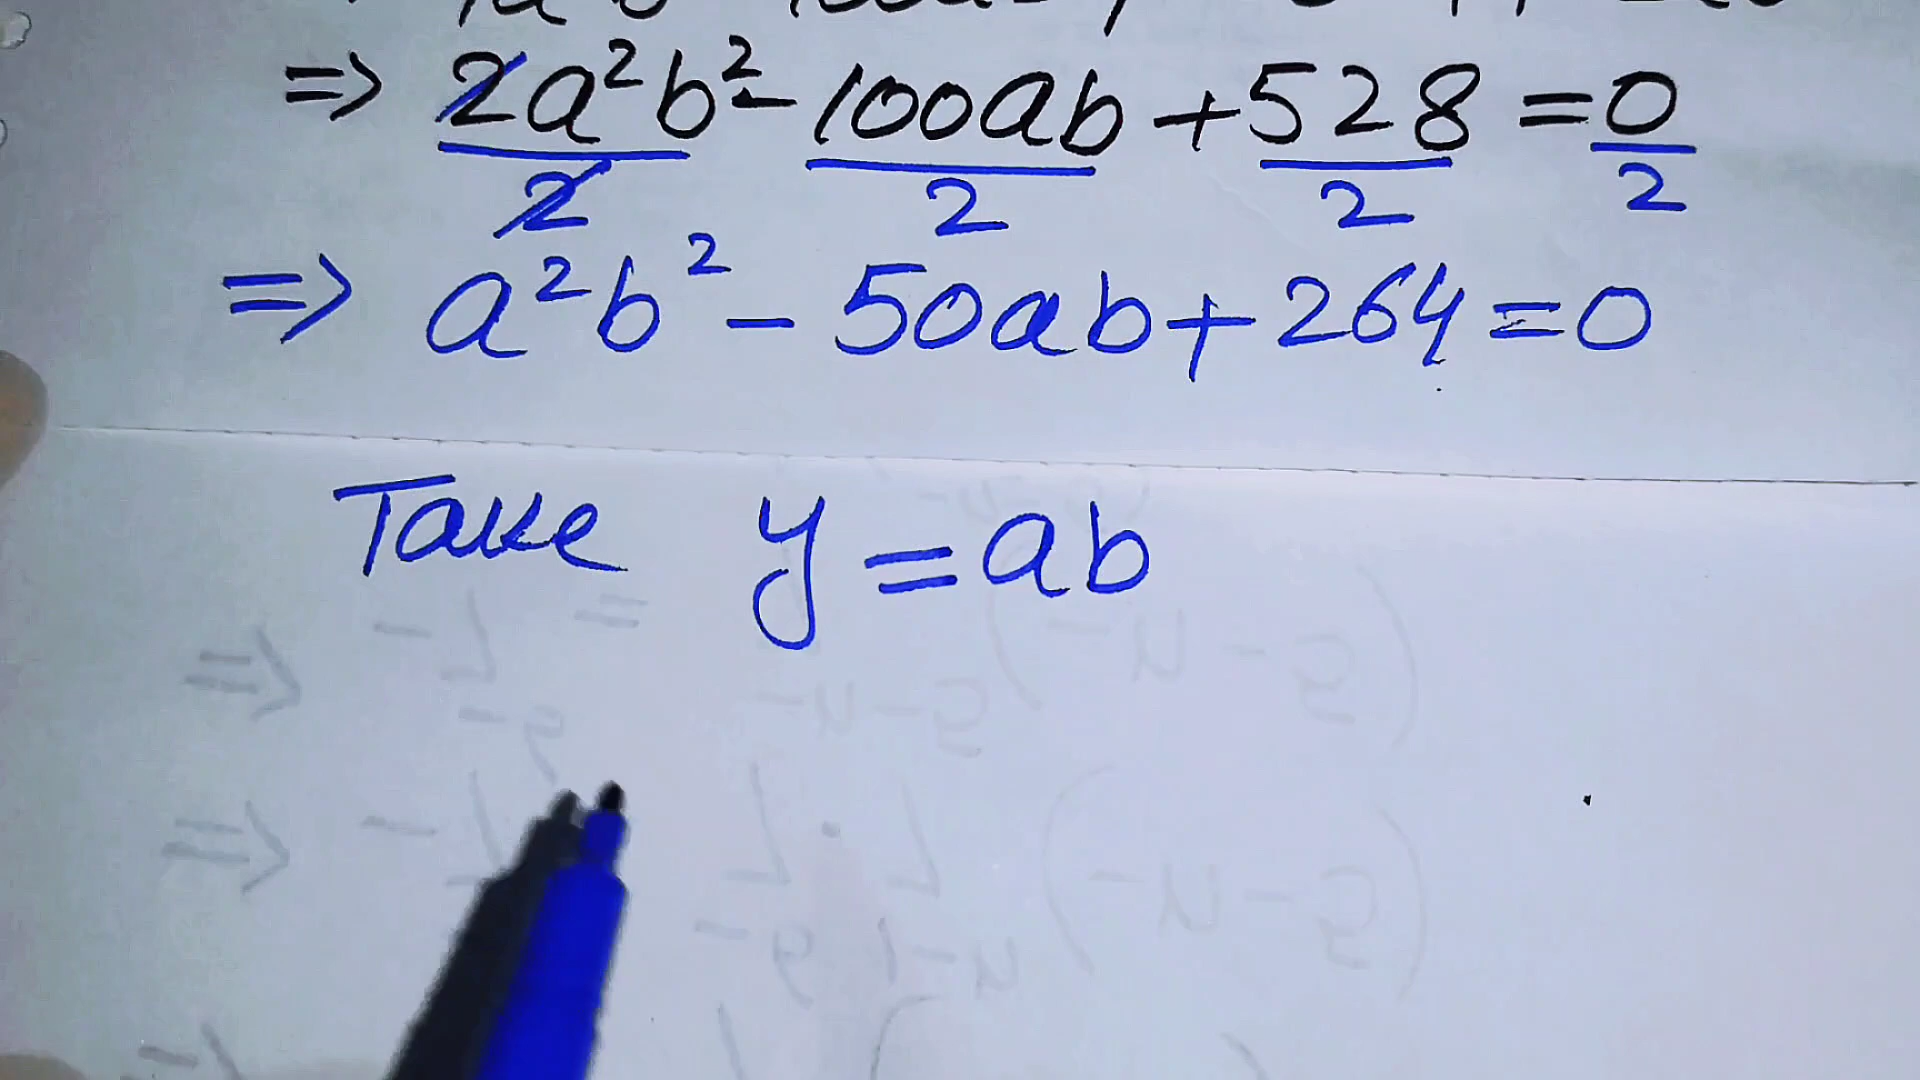 => 2a²b² - 100ab + 528 = 0
2 2 2 2
=> a²b² - 50ab + 264 = 0
Take y = ab